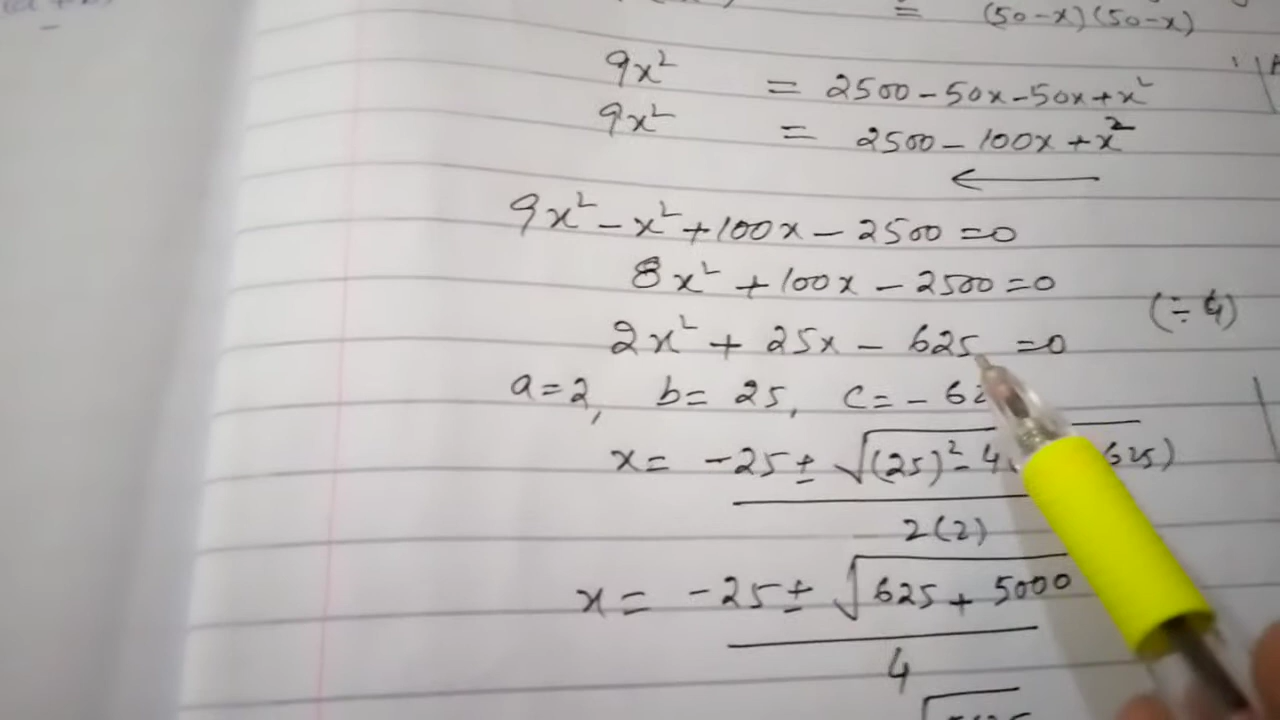 = (50-x)(50-x)
9x² = 2500-50x-50x+x²
9x² = 2500-100x+x²
9x²-x²+100x-2500=0
8x²+100x-2500=0
(÷4)
2x²+25x-625=0
a=2, b=25, c=-62
x= -25±√(25)²-4 625)
2(2)
x= -25±√625+5000
4